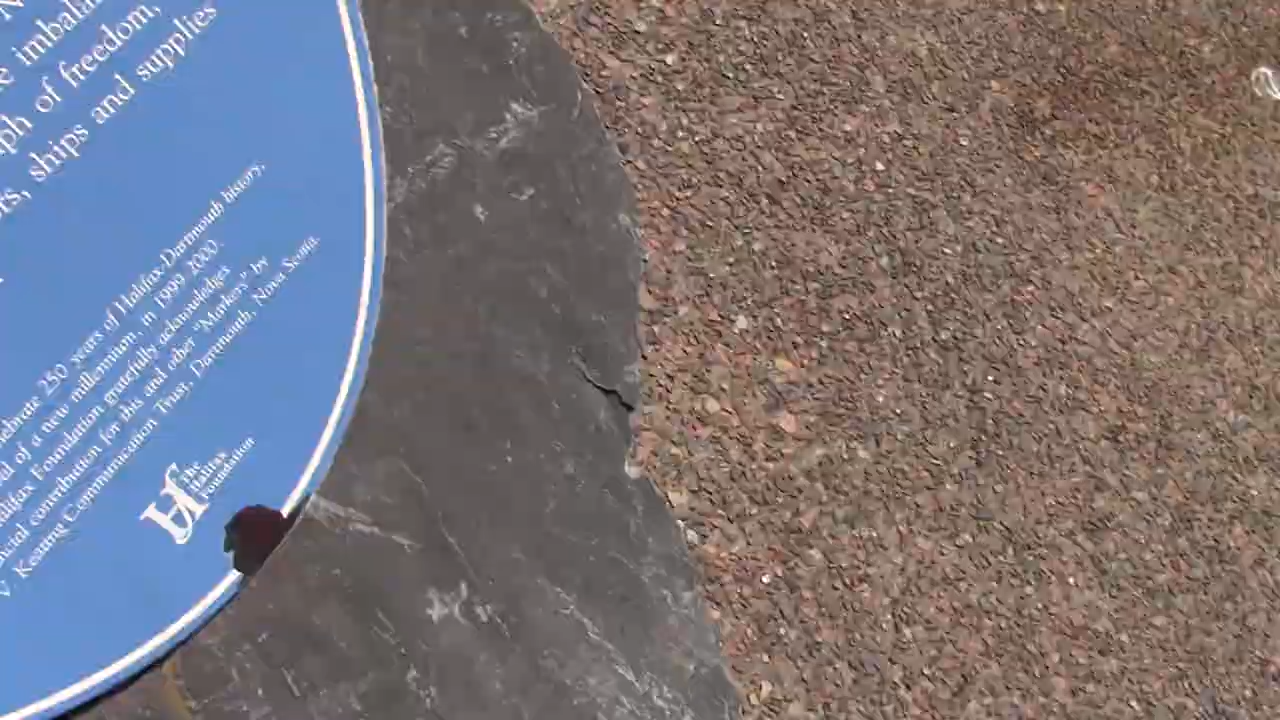 N
e imbala
ph of freedom,
rs, ships and supplies
lebrate 250 years of Halifax-Dartmouth history,
of a new millennium, in 1999/2000.
alifax Foundation gratefully acknowledges
ncial contribution for this and other "Markers" by
Keating Communication Trust, Dartmouth, Nova Scotia.
The
Halifax
Foundation